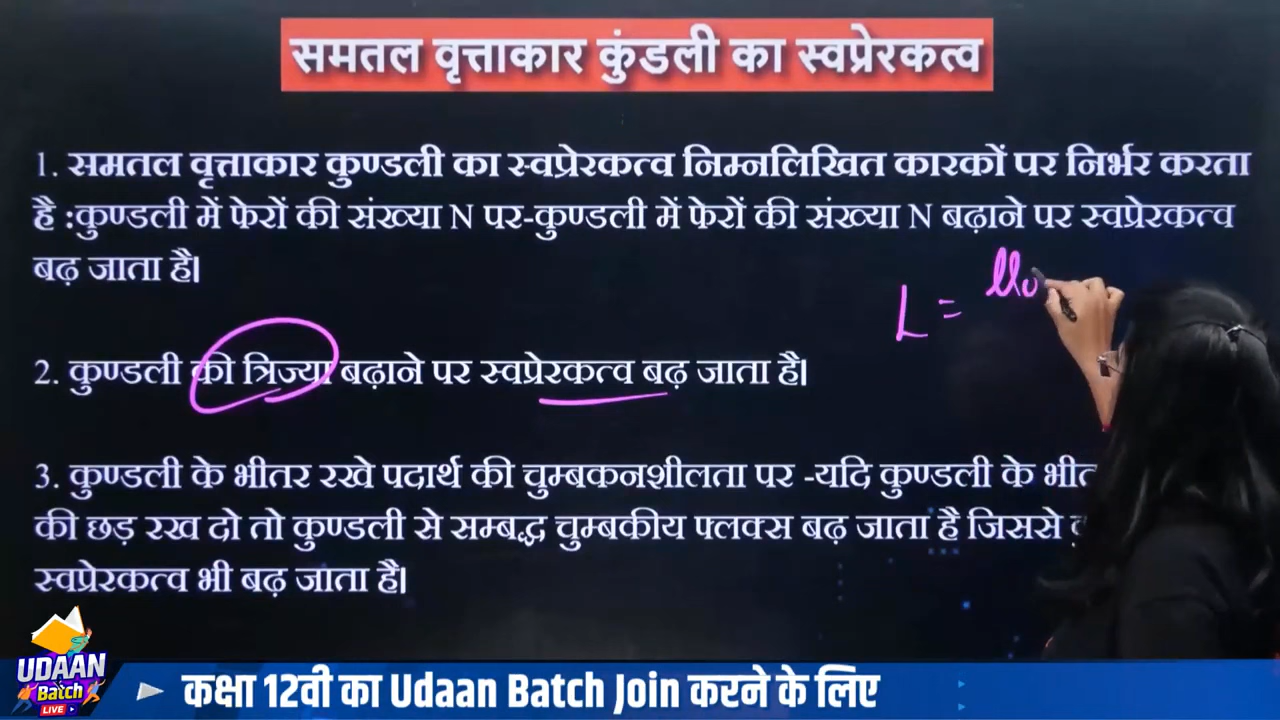 समतल वृत्ताकार कुंडली का स्वप्रेरकत्व
1. समतल वृत्ताकार कुण्डली का स्वप्रेरकत्व निम्नलिखित कारकों पर निर्भर करता
है :कुण्डली में फेरों की संख्या N पर-कुण्डली में फेरों की संख्या N बढ़ाने पर स्वप्रेरकत्व
बढ़ जाता है।
L = μ₀
2. कुण्डली की त्रिज्या बढ़ाने पर स्वप्रेरकत्व बढ़ जाता है।
3. कुण्डली के भीतर रखे पदार्थ की चुम्बकनशीलता पर -यदि कुण्डली के
की छड़ रख दो तो कुण्डली से सम्बद्ध चुम्बकीय फ्लक्स बढ़ जाता है जिससे
स्वप्रेरकत्व भी बढ़ जाता है।
UDAAN
Batch
LIVE
कक्षा 12वी का Udaan Batch Join करने के लिए